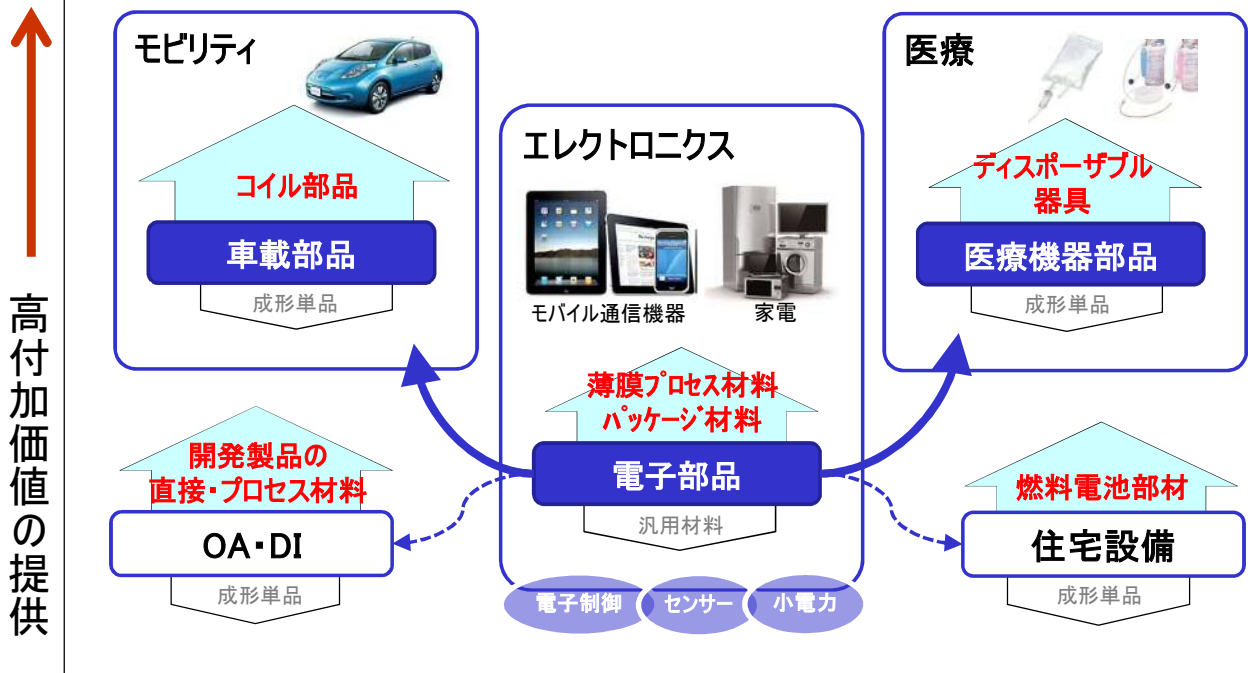 高付加価値の提供
モビリティ
コイル部品
車載部品
成形単品
エレクトロニクス
モバイル通信機器
家電
薄膜プロセス材料
パッケージ材料
電子部品
汎用材料
電子制御
センサー
小電力
医療
ディスポーザブル
器具
医療機器部品
成形単品
開発製品の
直接・プロセス材料
OA・DI
成形単品
燃料電池部材
住宅設備
成形単品